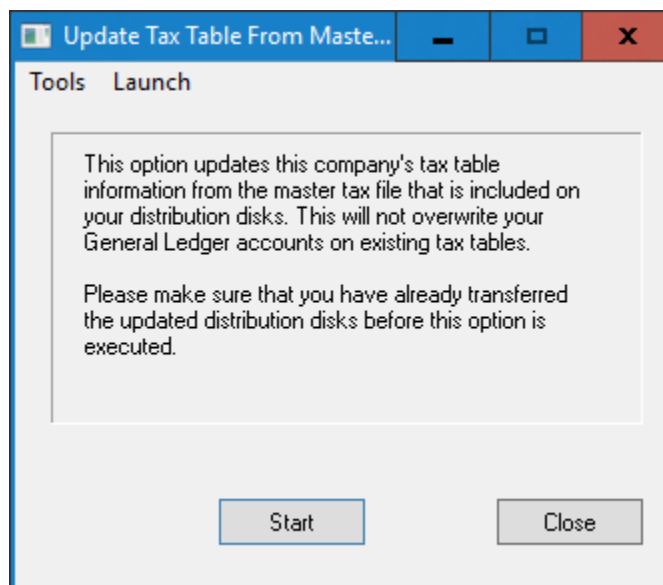 Update Tax Table From Maste...
Tools Launch
This option updates this company's tax table
information from the master tax file that is included on
your distribution disks. This will not overwrite your
General Ledger accounts on existing tax tables.
Please make sure that you have already transferred
the updated distribution disks before this option is
executed.
Start Close